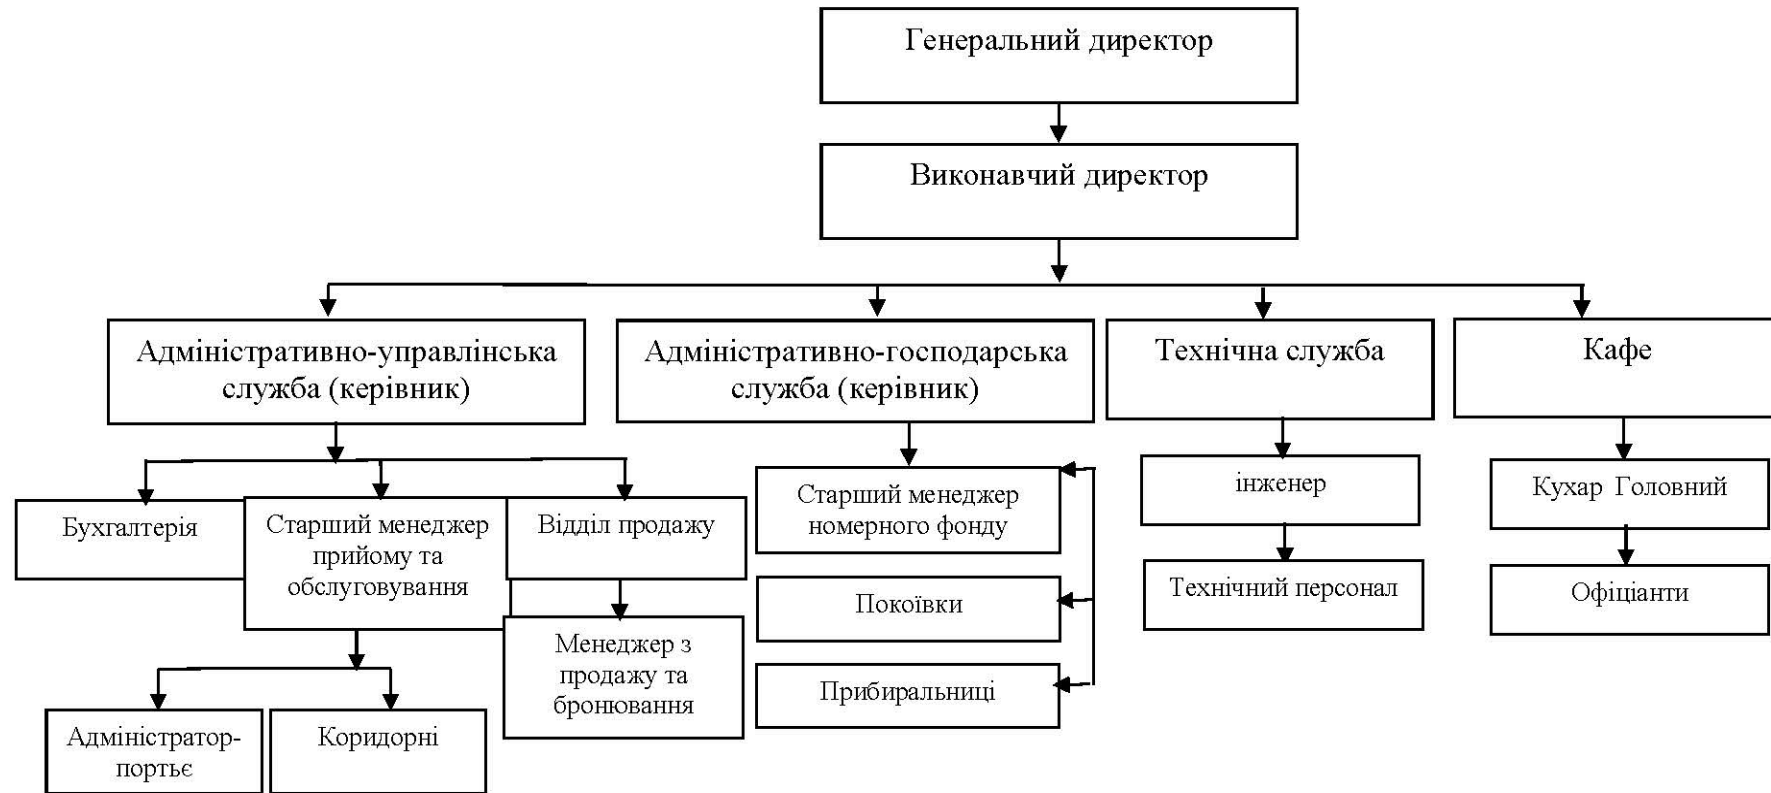 Генеральний директор
Виконавчий директор
Адміністративно-управлінська
служба (керівник)
Адміністративно-господарська
служба (керівник)
Технічна служба
Кафе
Бухгалтерія
Старший менеджер
прийому та
обслуговування
Відділ продажу
Старший менеджер
номерного фонду
інженер
Кухар Головний
Менеджер з
продажу та
бронювання
Покоївки
Технічний персонал
Офіціанти
Прибиральниці
Адміністратор-
портьє
Коридорні